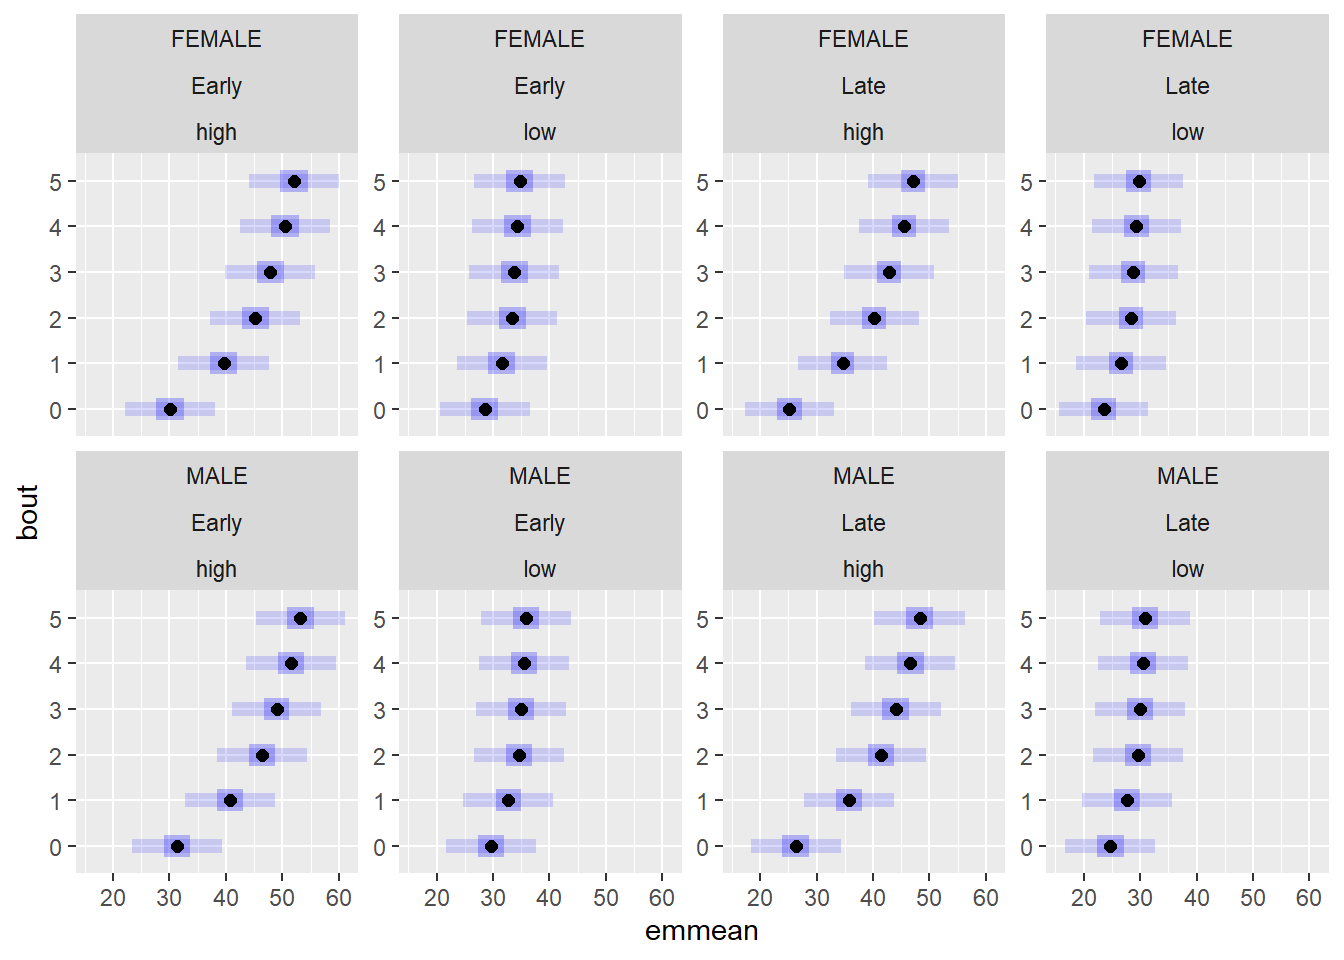 FEMALE FEMALE FEMALE FEMALE
Early Early Late Late
high low high low
5 5 5 5
4 4 4 4
3 3 3 3
2 2 2 2
1 1 1 1
0 0 0 0
bout
MALE MALE MALE MALE
Early Early Late Late
high low high low
5 5 5 5
4 4 4 4
3 3 3 3
2 2 2 2
1 1 1 1
0 0 0 0
20 30 40 50 60 20 30 40 50 60 20 30 40 50 60 20 30 40 50 60
emmean